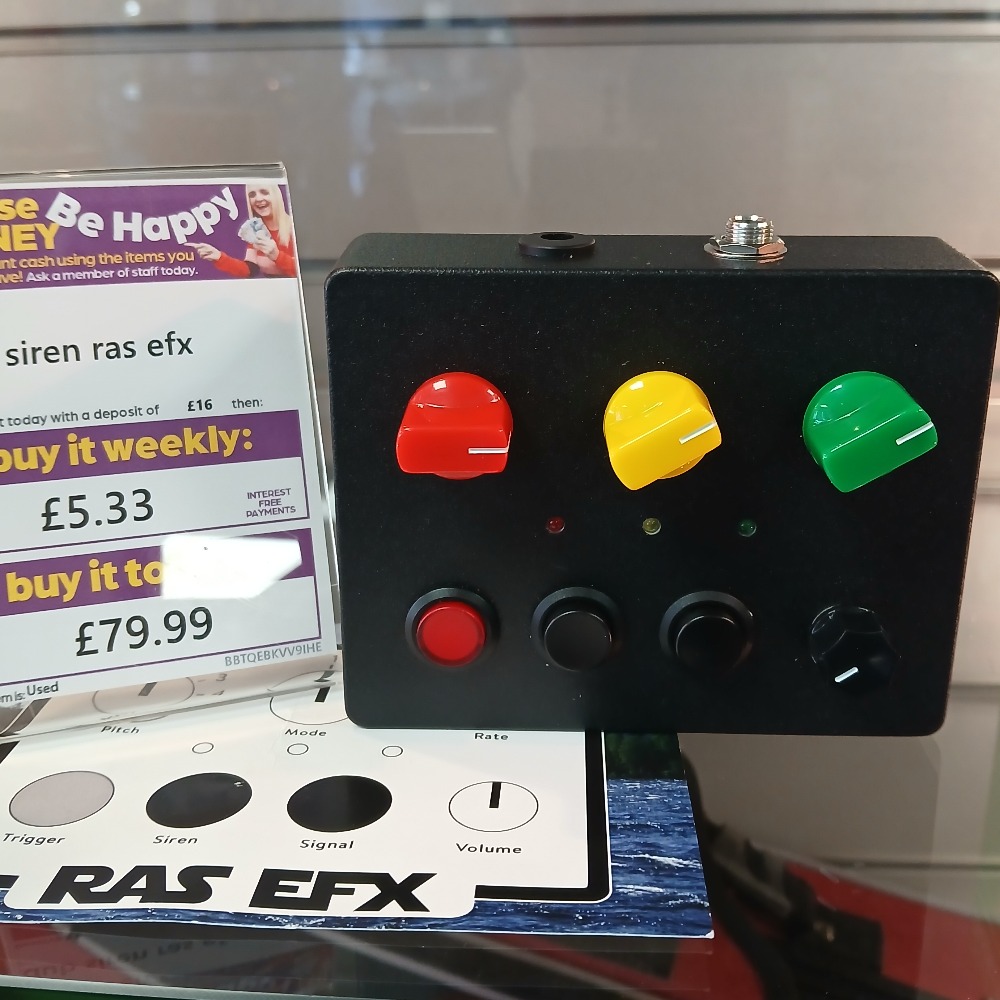 se
NEY
Be Happy
nt cash using the items you
ve! Ask a member of staff today.
siren ras efx
t today with a deposit of £16 then:
buy it weekly:
£5.33
INTEREST
FREE
PAYMENTS
buy it to
£79.99
BBTQEBKVV9IHE
m is: Used
Pitch
Mode
Rate
Trigger
Siren
Signal
Volume
RAS EFX